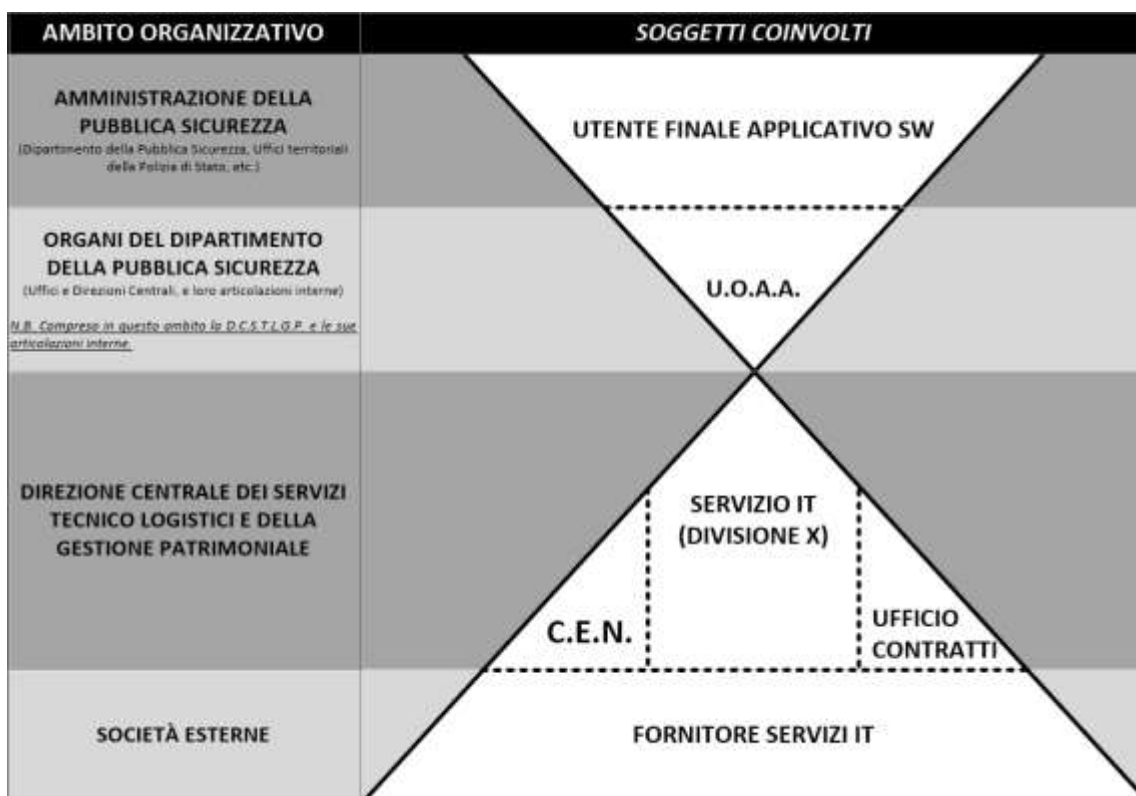 AMBITO ORGANIZZATIVO
SOGGETTI COINVOLTI
AMMINISTRAZIONE DELLA
PUBBLICA SICUREZZA
(Dipartimento della Pubblica Sicurezza, Uffici territoriali
della Polizia di Stato, etc.)
UTENTE FINALE APPLICATIVO SW
ORGANI DEL DIPARTIMENTO
DELLA PUBBLICA SICUREZZA
(Uffici e Direzioni Centrali, e loro articolazioni interne)
N.B. Compreso in questo ambito la D.C.S.T.L.G.P. e le sue
articolazioni interne.
U.O.A.A.
DIREZIONE CENTRALE DEI SERVIZI
TECNICO LOGISTICI E DELLA
GESTIONE PATRIMONIALE
SERVIZIO IT
(DIVISIONE X)
C.E.N.
UFFICIO
CONTRATTI
SOCIETÀ ESTERNE
FORNITORE SERVIZI IT